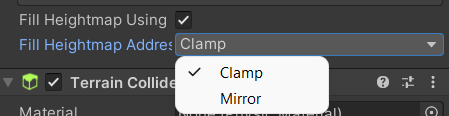 Fill Heightmap Using
Fill Heightmap Addres Clamp
Clamp
Mirror
Terrain Collide
Material